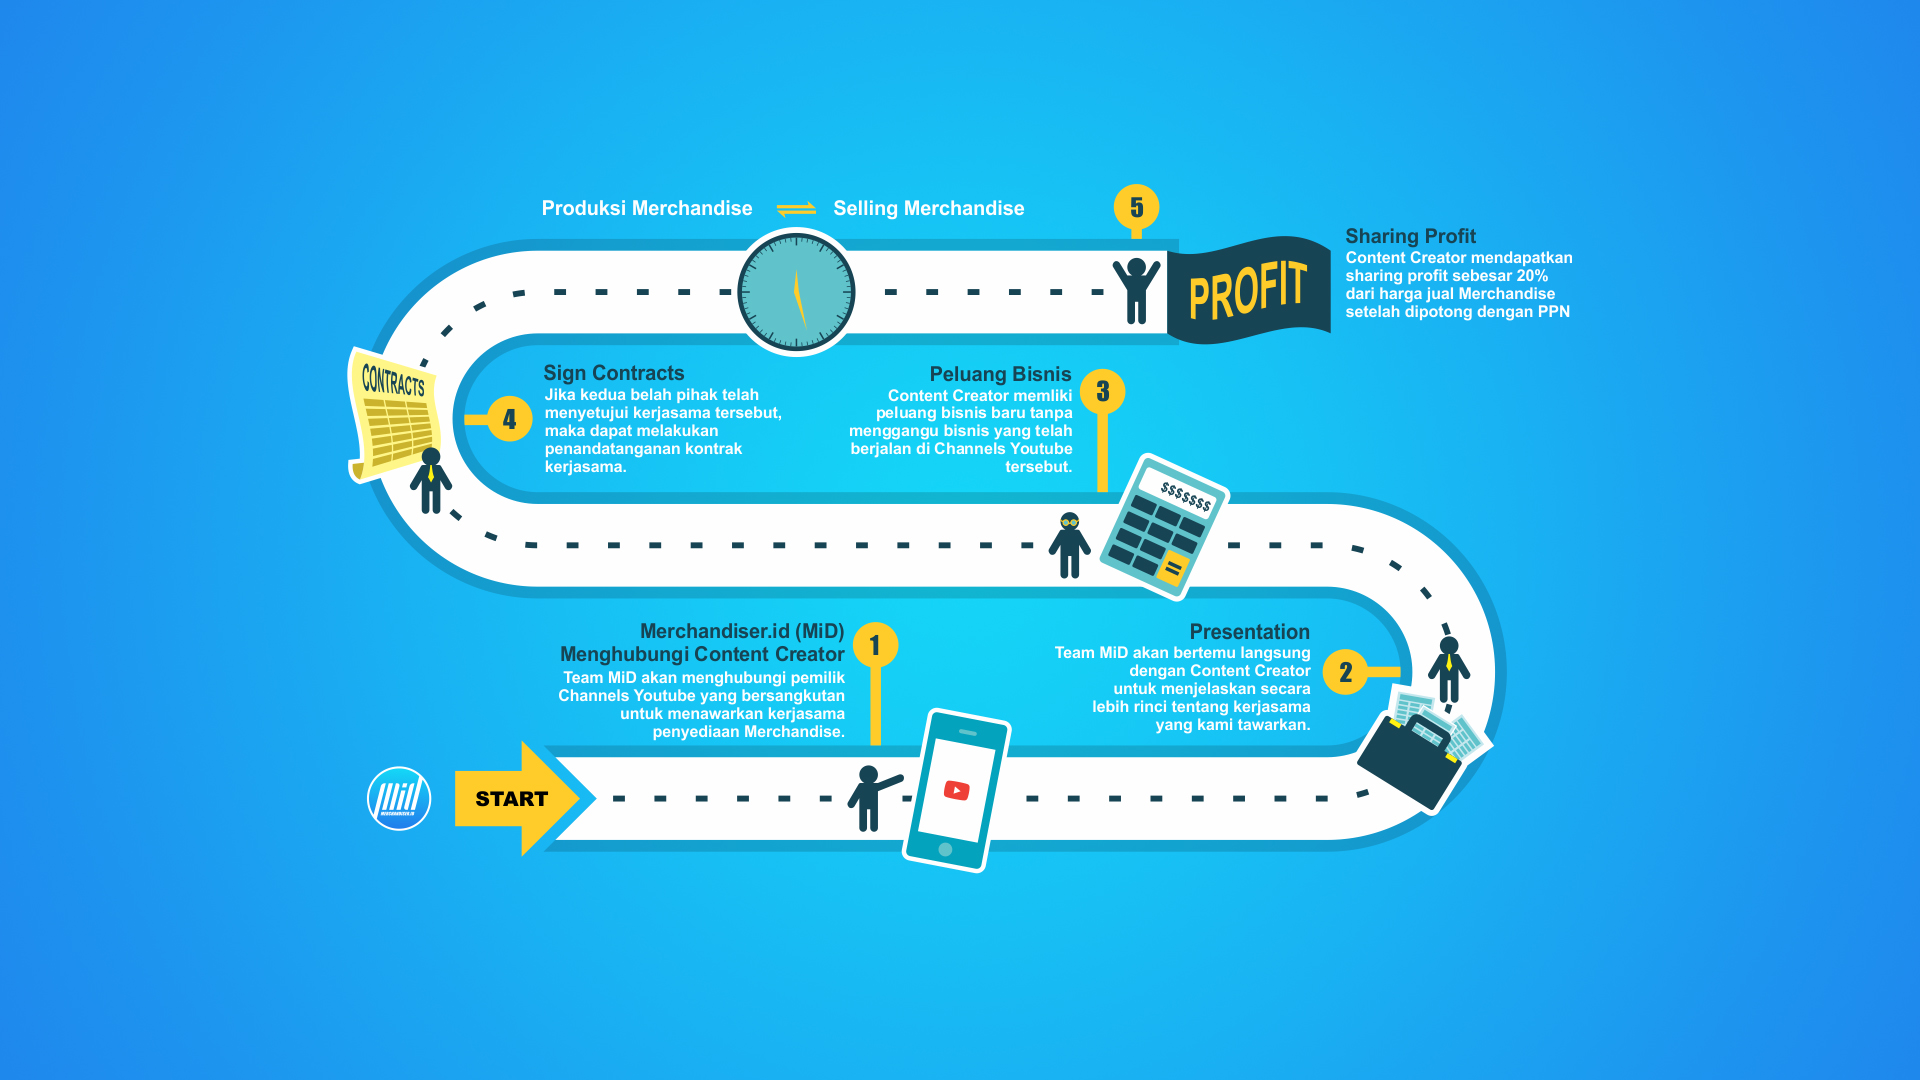 Produksi Merchandise
Selling Merchandise
5
PROFIT
Sharing Profit
Content Creator mendapatkan
sharing profit sebesar 20%
dari harga jual Merchandise
setelah dipotong dengan PPN
CONTRACTS
4
Sign Contracts
Jika kedua belah pihak telah
menyetujui kerjasama tersebut,
maka dapat melakukan
penandatanganan kontrak
kerjasama.
Peluang Bisnis
Content Creator memliki
peluang bisnis baru tanpa
menggangu bisnis yang telah
berjalan di Channels Youtube
tersebut.
3
$$$$$$$
=
Merchandiser.id (MiD)
Menghubungi Content Creator
Team MiD akan menghubungi pemilik
Channels Youtube yang bersangkutan
untuk menawarkan kerjasama
penyediaan Merchandise.
1
Presentation
Team MiD akan bertemu langsung
dengan Content Creator
untuk menjelaskan secara
lebih rinci tentang kerjasama
yang kami tawarkan.
2
MiD
MERCHANDISER.ID
START